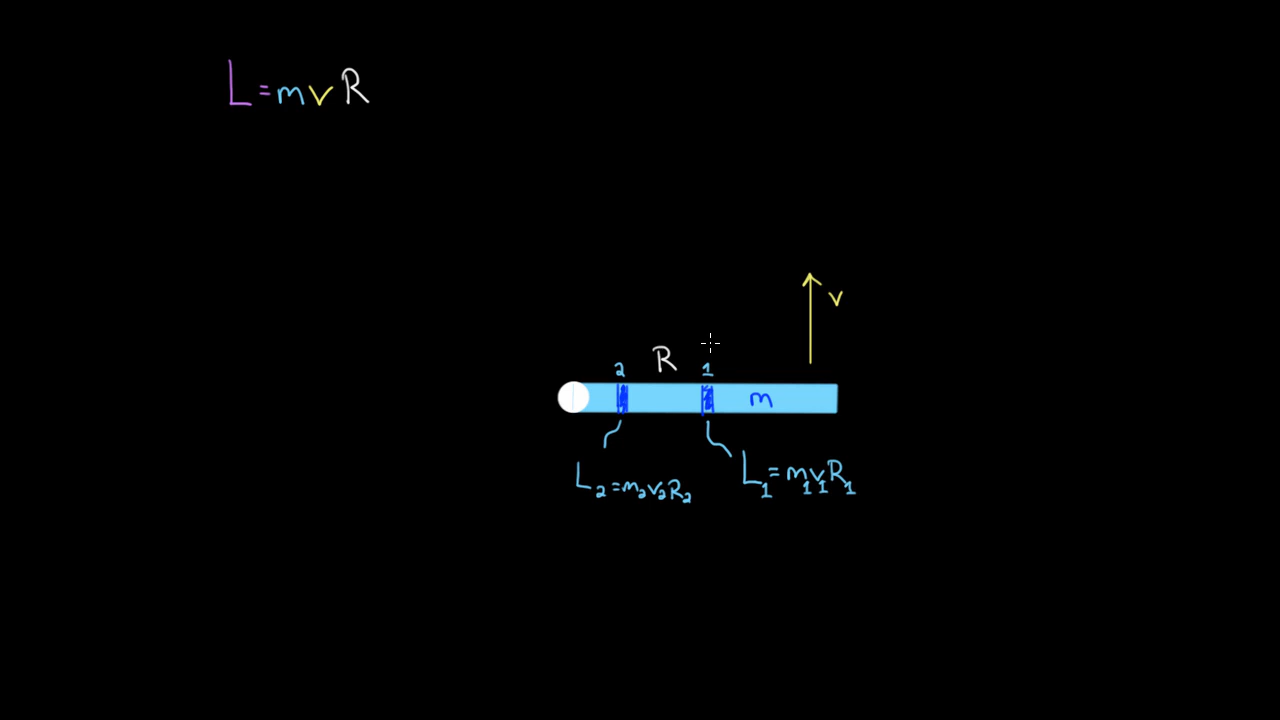 L=mvR
v
R
2
1
m
L₂=m₂v₂R₂
L₁=m₁v₁R₁